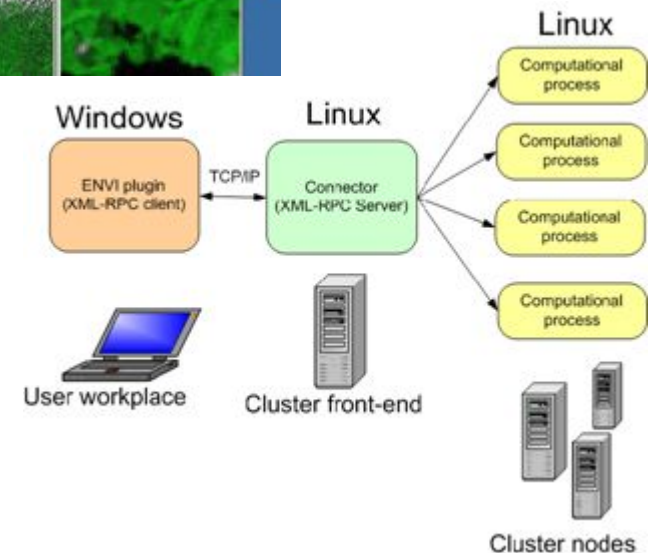 Windows
ENVI plugin
(XML-RPC client)
TCP/IP
Linux
Connector
(XML-RPC Server)
Linux
Computational
process
Computational
process
Computational
process
Computational
process
User workplace
Cluster front-end
Cluster nodes